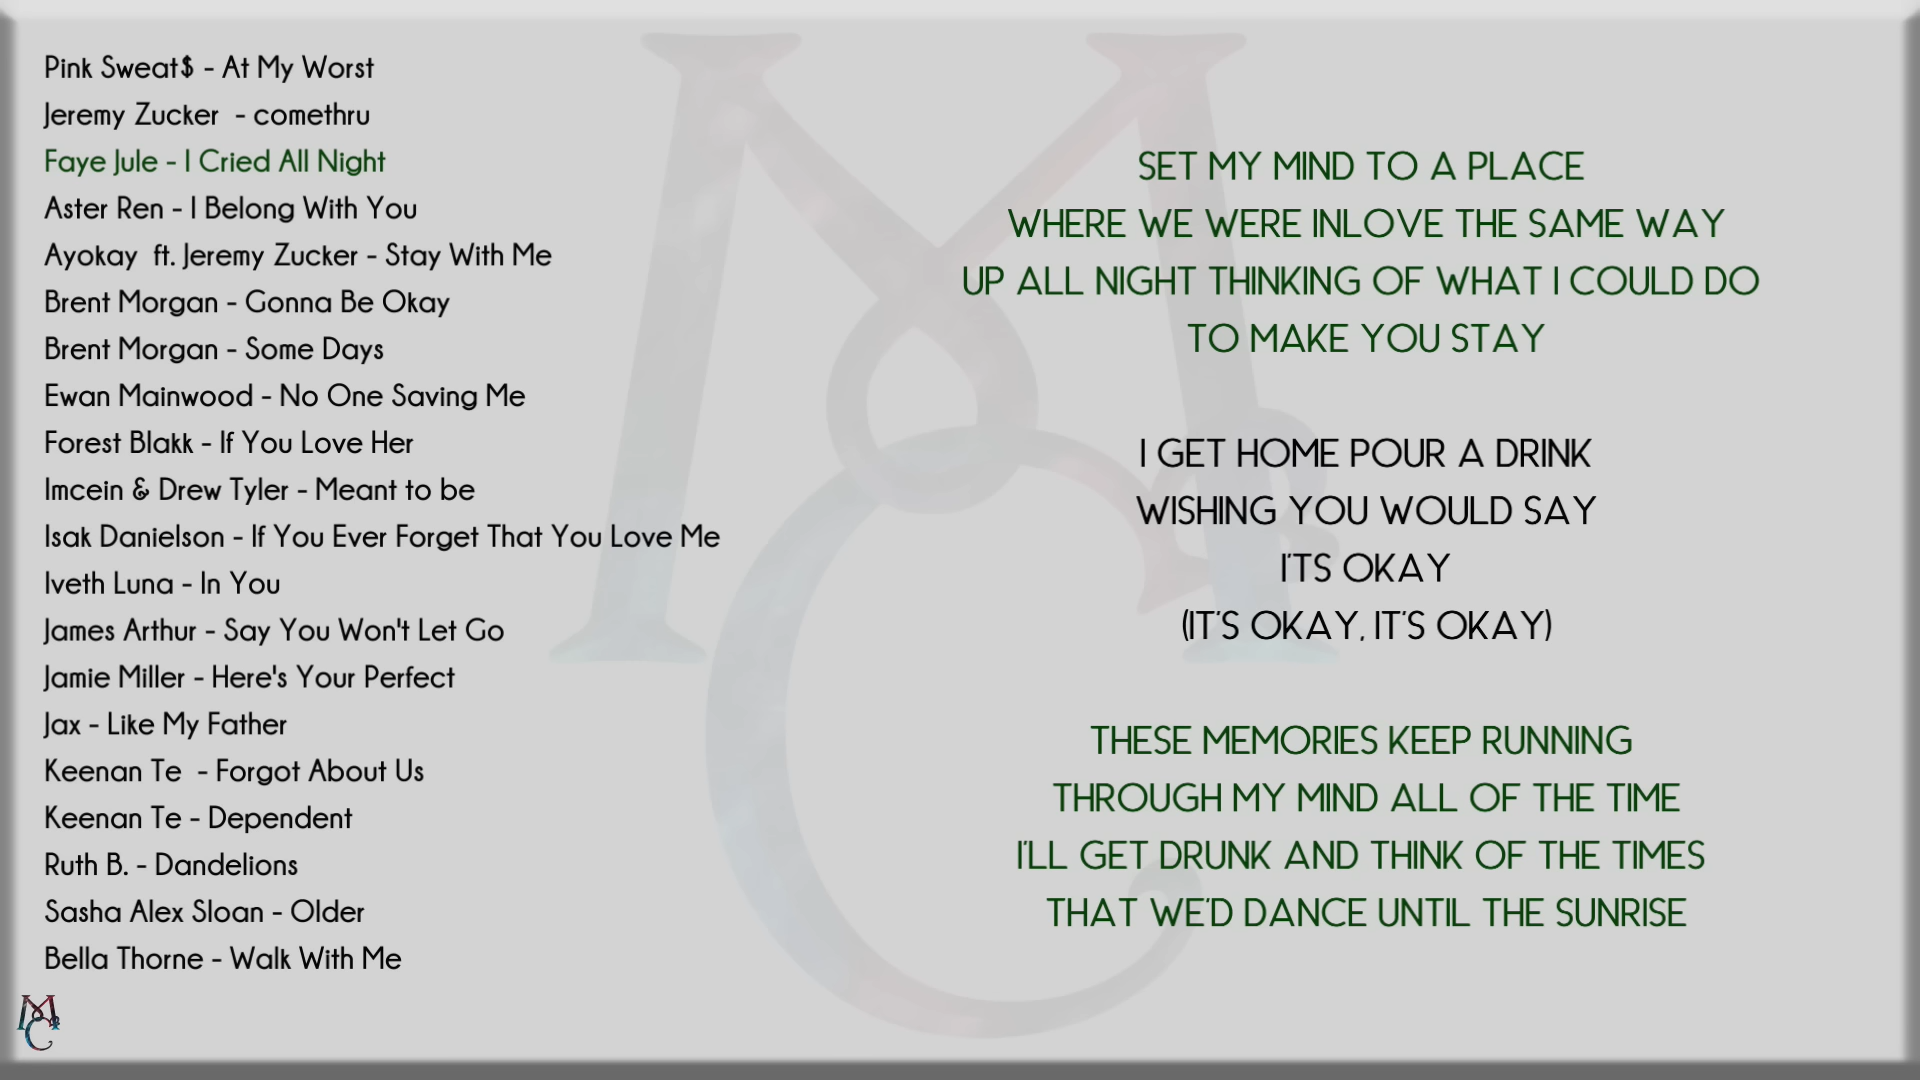 Pink Sweat$ - At My Worst
Jeremy Zucker - comethru
Faye Jule - I Cried All Night
Aster Ren - I Belong With You
Ayokay ft. Jeremy Zucker - Stay With Me
Brent Morgan - Gonna Be Okay
Brent Morgan - Some Days
Ewan Mainwood - No One Saving Me
Forest Blakk - If You Love Her
Imcein & Drew Tyler - Meant to be
Isak Danielson - If You Ever Forget That You Love Me
Iveth Luna - In You
James Arthur - Say You Won't Let Go
Jamie Miller - Here's Your Perfect
Jax - Like My Father
Keenan Te - Forgot About Us
Keenan Te - Dependent
Ruth B. - Dandelions
Sasha Alex Sloan - Older
Bella Thorne - Walk With Me
SET MY MIND TO A PLACE
WHERE WE WERE INLOVE THE SAME WAY
UP ALL NIGHT THINKING OF WHAT I COULD DO
TO MAKE YOU STAY
I GET HOME POUR A DRINK
WISHING YOU WOULD SAY
I'TS OKAY
(IT'S OKAY, IT'S OKAY)
THESE MEMORIES KEEP RUNNING
THROUGH MY MIND ALL OF THE TIME
I'LL GET DRUNK AND THINK OF THE TIMES
THAT WE'D DANCE UNTIL THE SUNRISE
MC